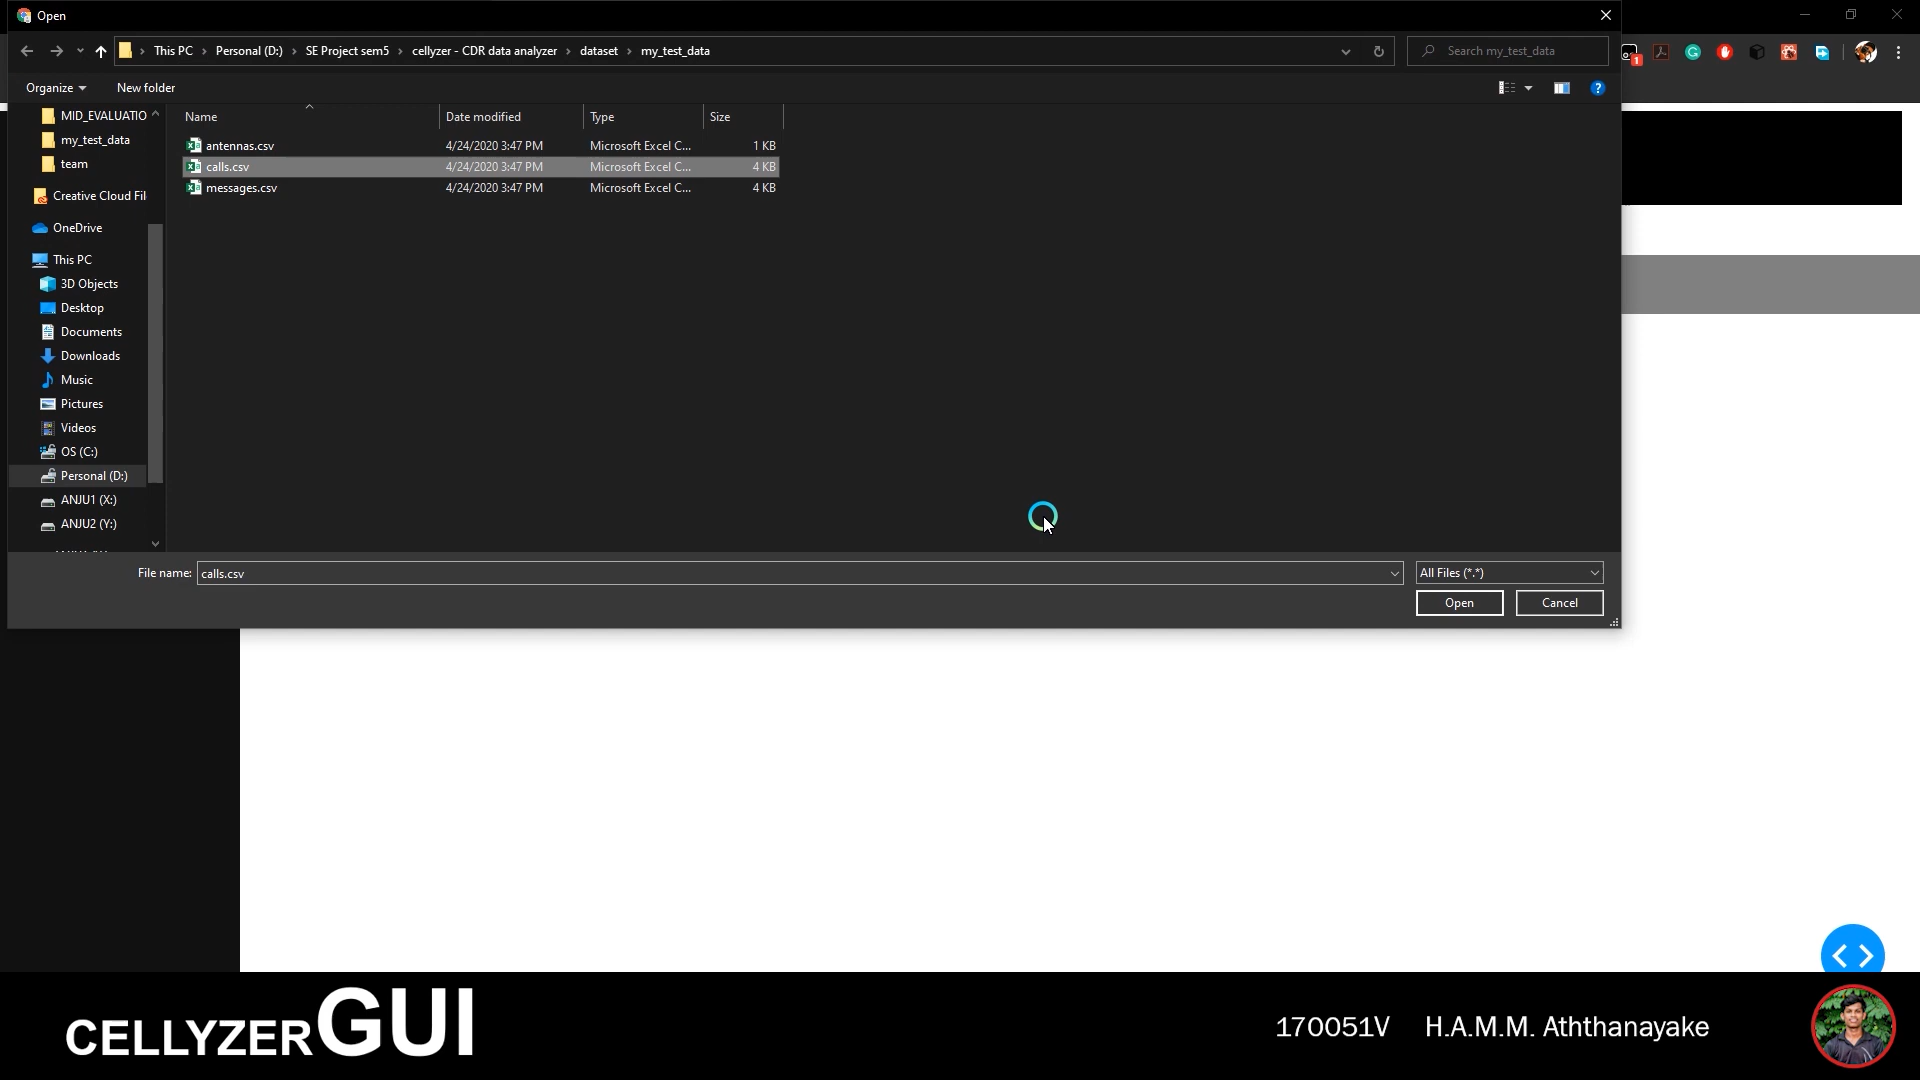 Open
This PC
Personal (D:)
SE Project sem5
cellyzer - CDR data analyzer
dataset
my_test_data
Search my_test_data
1
Organize
New folder
?
MID_EVALUATIO
my_test_data
team
Creative Cloud Fil
OneDrive
This PC
3D Objects
Desktop
Documents
Downloads
Music
Pictures
Videos
OS (C:)
Personal (D:)
ANJU1 (X:)
ANJU2 (Y:)
Name Date modified Type Size
antennas.csv 4/24/2020 3:47 PM Microsoft Excel C... 1 KB
calls.csv 4/24/2020 3:47 PM Microsoft Excel C... 4 KB
messages.csv 4/24/2020 3:47 PM Microsoft Excel C... 4 KB
File name: calls.csv All Files (*.*)
Open Cancel
CELLYZERGUI
170051V H.A.M.M. Aththanayake